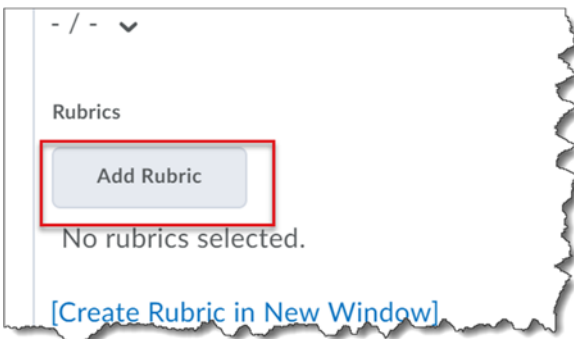 - / -
Rubrics
Add Rubric
No rubrics selected.
[Create Rubric in New Window]